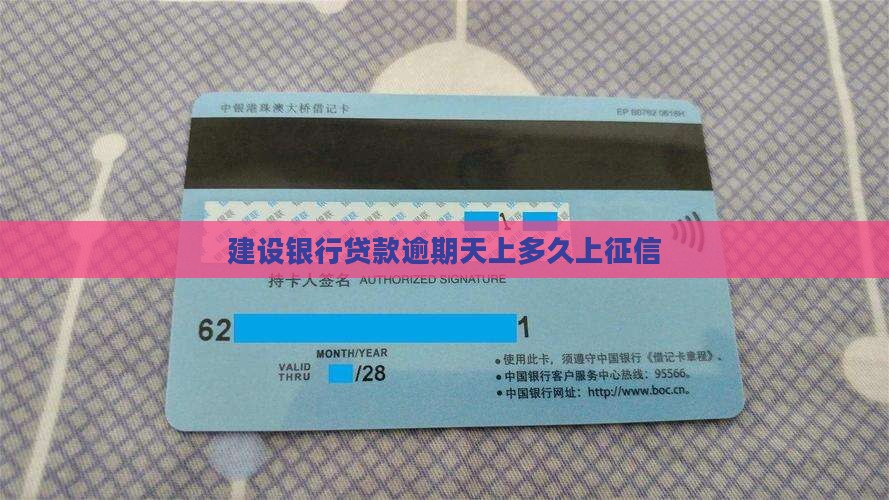 中银港珠澳大桥借记卡
EP B0762 0618H
1
建设银行贷款逾期天上多久上征信
持卡人签名 AUTHORIZED SIGNATURE
62 1
MONTH/YEAR
VALID THRU /28
• 使用此卡，须遵守中国银行《借记卡章程》。
• 中国银行客户服务中心热线：95566。
• 中国银行网址：http://www.boc.cn。